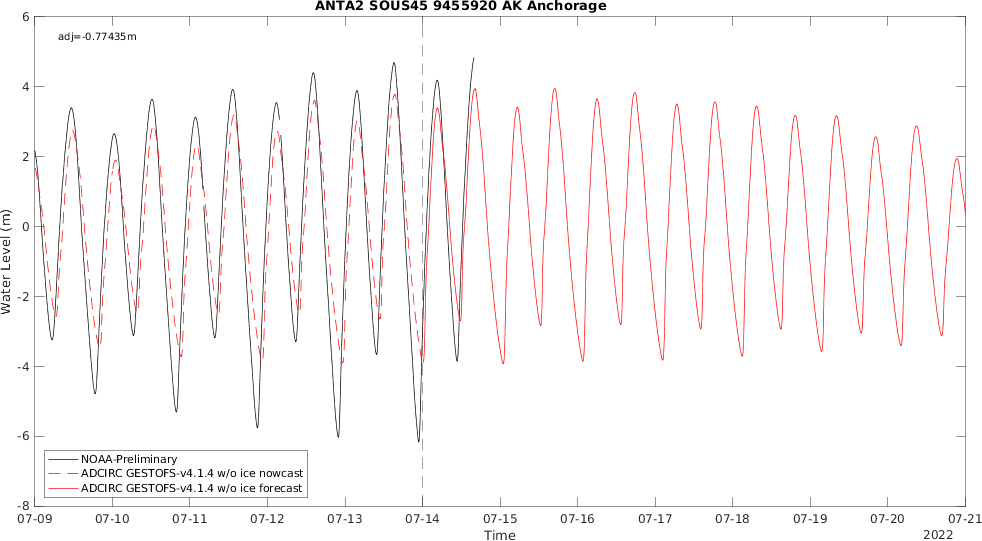 ANTA2 SOUS45 9455920 AK Anchorage
adj=-0.77435m
6
4
2
0
-2
-4
-6
-8
Water Level (m)
NOAA-Preliminary
ADCIRC GESTOFS-v4.1.4 w/o ice nowcast
ADCIRC GESTOFS-v4.1.4 w/o ice forecast
07-09 07-10 07-11 07-12 07-13 07-14 07-15 07-16 07-17 07-18 07-19 07-20 07-21
Time
2022